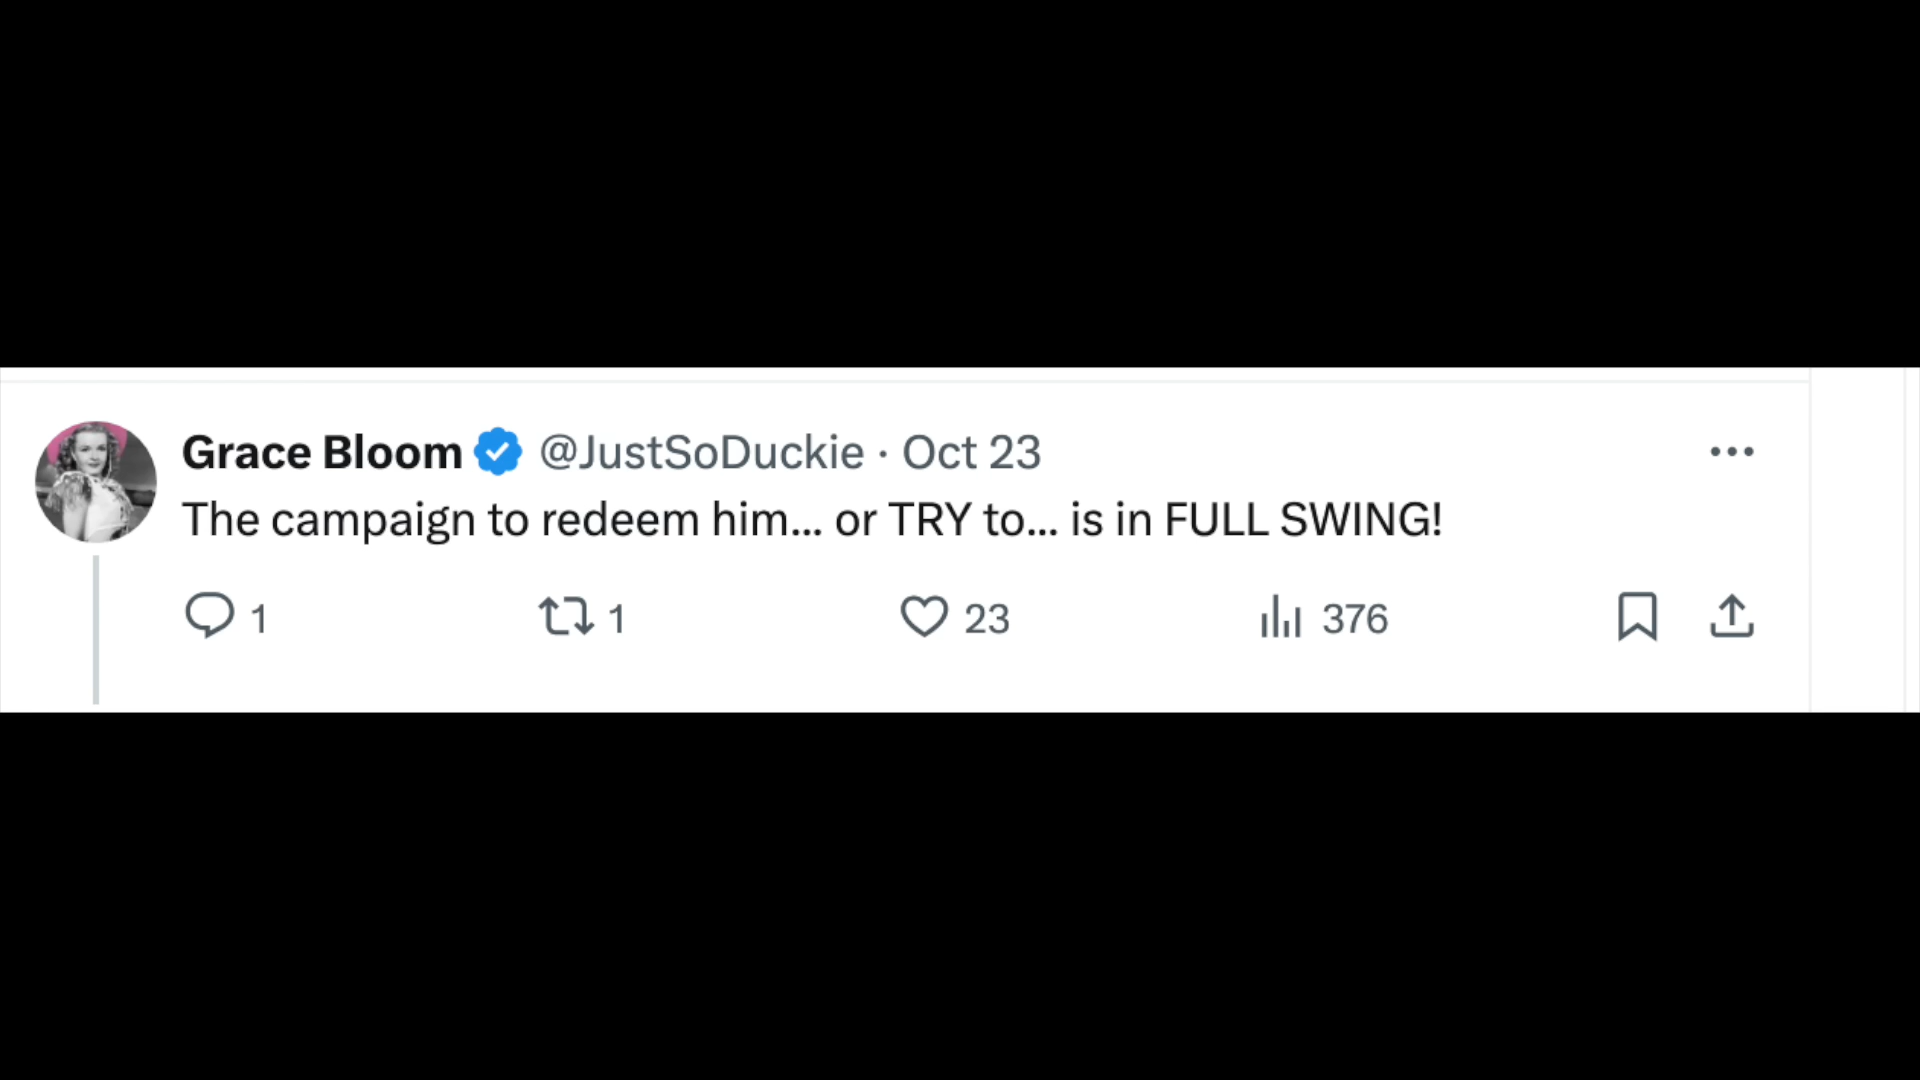 Grace Bloom @JustSoDuckie · Oct 23
The campaign to redeem him... or TRY to... is in FULL SWING!
1 1 23 376